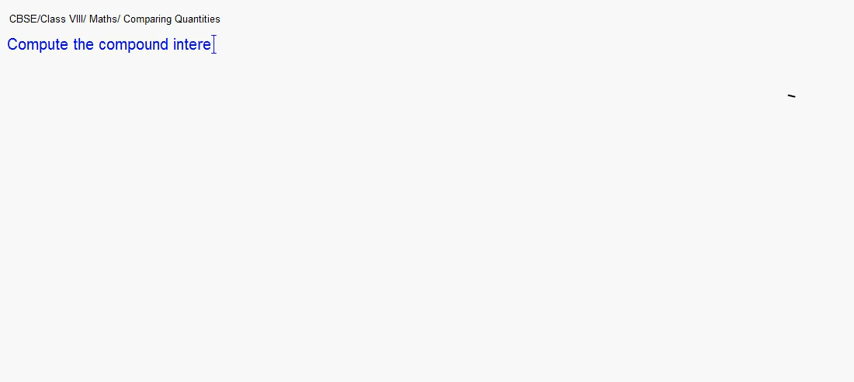 CBSE/Class VIII/ Maths/ Comparing Quantities
Compute the compound intere